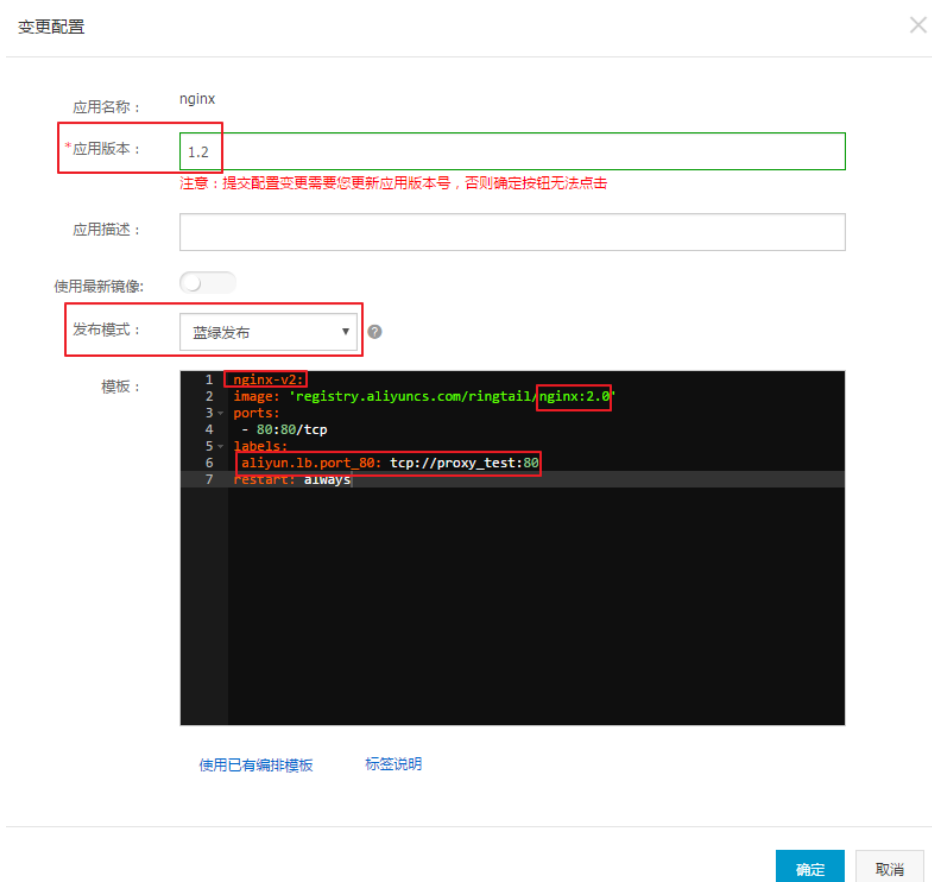 变更配置
应用名称： nginx
*应用版本： 1.2
注意：提交配置变更需要您更新应用版本号，否则确定按钮无法点击
应用描述：
使用最新镜像:
发布模式： 蓝绿发布
模板：
1 nginx-v2:
2 image: 'registry.aliyuncs.com/ringtail/nginx:2.0'
3 ports:
4 - 80:80/tcp
5 labels:
6 aliyun.lb.port_80: tcp://proxy_test:80
7 restart: always
使用已有编排模板 标签说明
确定 取消